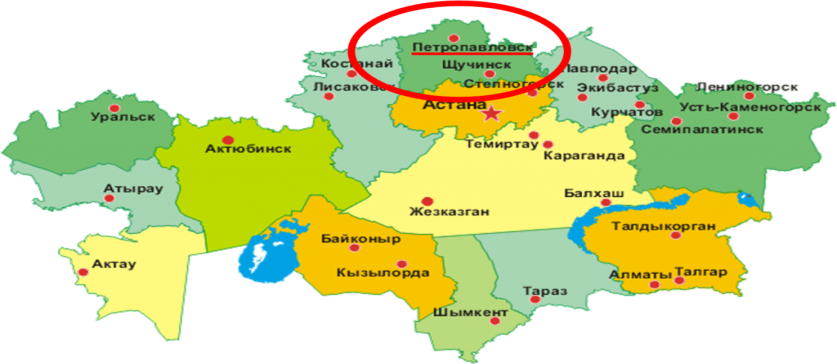 Петропавловск
Костанай
Щучинск
Павлодар
Лисаковск
Степногорск
Экибастуз
Лениногорск
Астана
Курчатов
Усть-Каменогорск
Уральск
Семипалатинск
Актюбинск
Темиртау
Караганда
Атырау
Балхаш
Жезказган
Талдыкорган
Байконыр
Актау
Кызылорда
Алматы
Талгар
Тараз
Шымкент